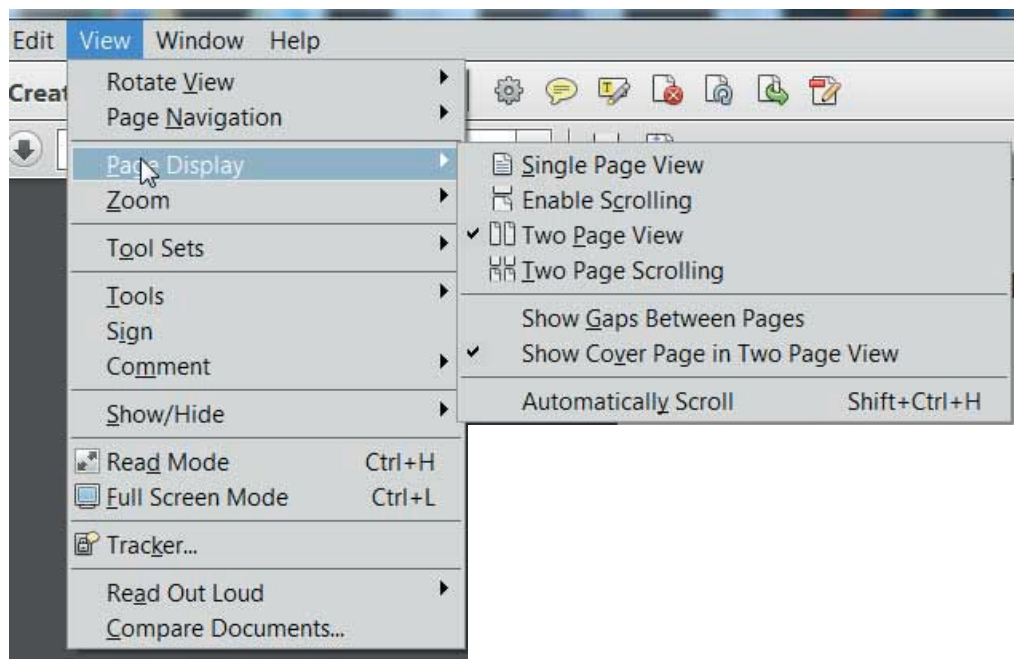 Edit View Window Help
Creat
Rotate View
Page Navigation
Page Display
Zoom
Tool Sets
Tools
Sign
Comment
Show/Hide
Read Mode Ctrl+H
Full Screen Mode Ctrl+L
Tracker...
Read Out Loud
Compare Documents...
Single Page View
Enable Scrolling
Two Page View
Two Page Scrolling
Show Gaps Between Pages
Show Cover Page in Two Page View
Automatically Scroll Shift+Ctrl+H